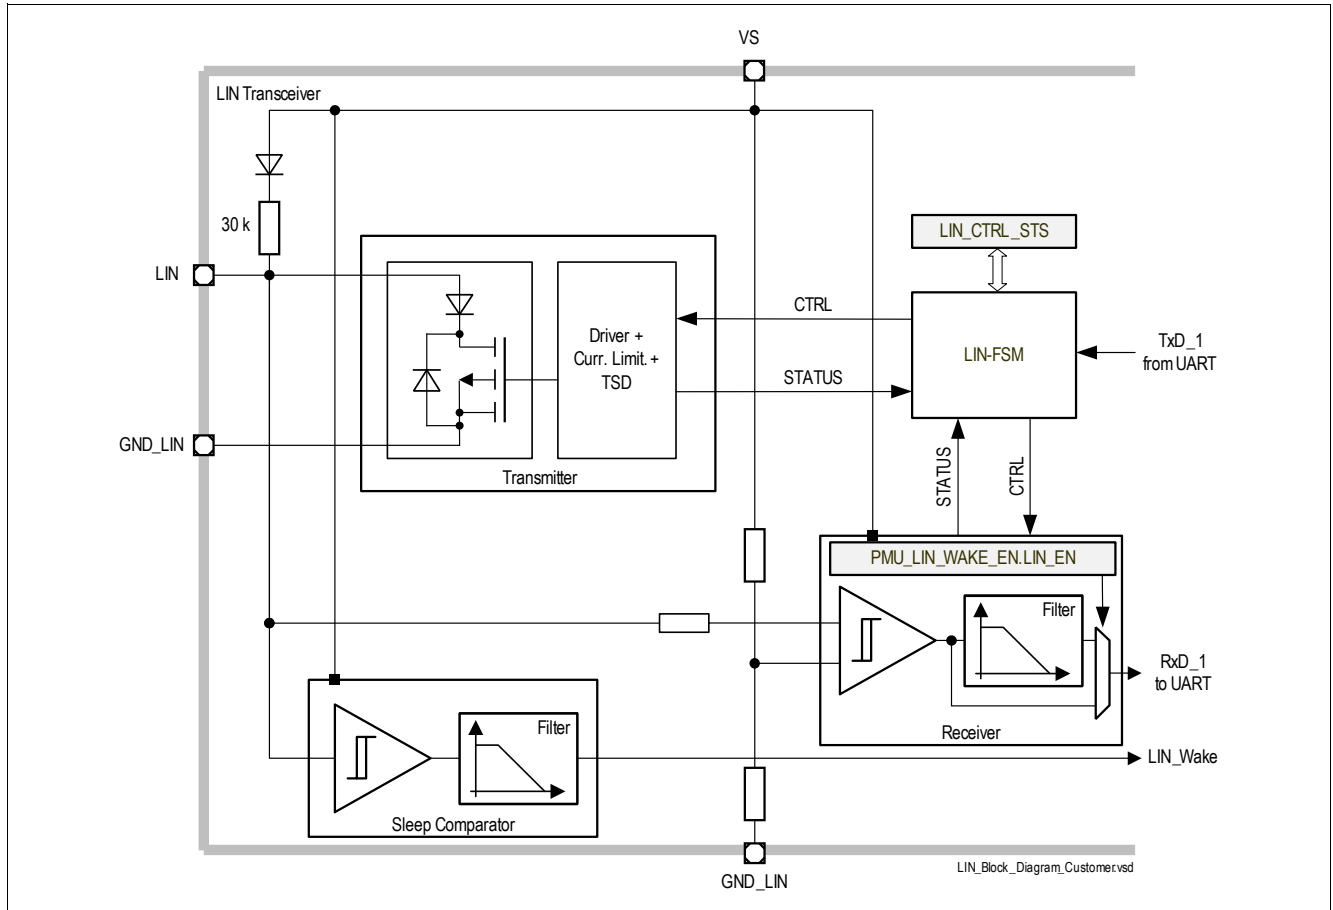 VS
LIN Transceiver
30 k
LIN
LIN_CTRL_STS
CTRL
Driver +
Curr. Limit. +
TSD
LIN-FSM
TxD_1
from UART
STATUS
GND_LIN
Transmitter
STATUS
CTRL
PMU_LIN_WAKE_EN.LIN_EN
Filter
RxD_1
to UART
Receiver
Filter
LIN_Wake
Sleep Comparator
LIN_Block_Diagram_Customer.vsd
GND_LIN